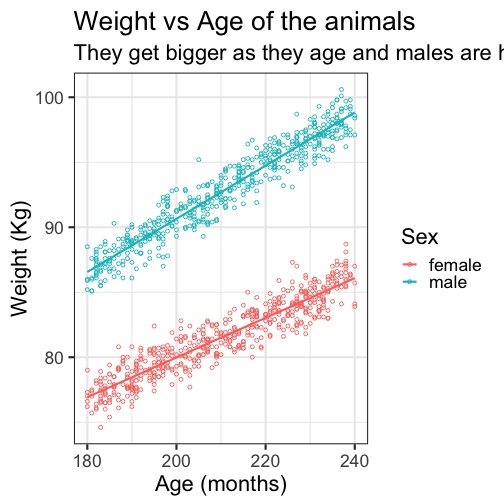 Weight vs Age of the animals
They get bigger as they age and males are h
100
90
80
180 200 220 240
Age (months)
Weight (Kg)
Sex
female
male